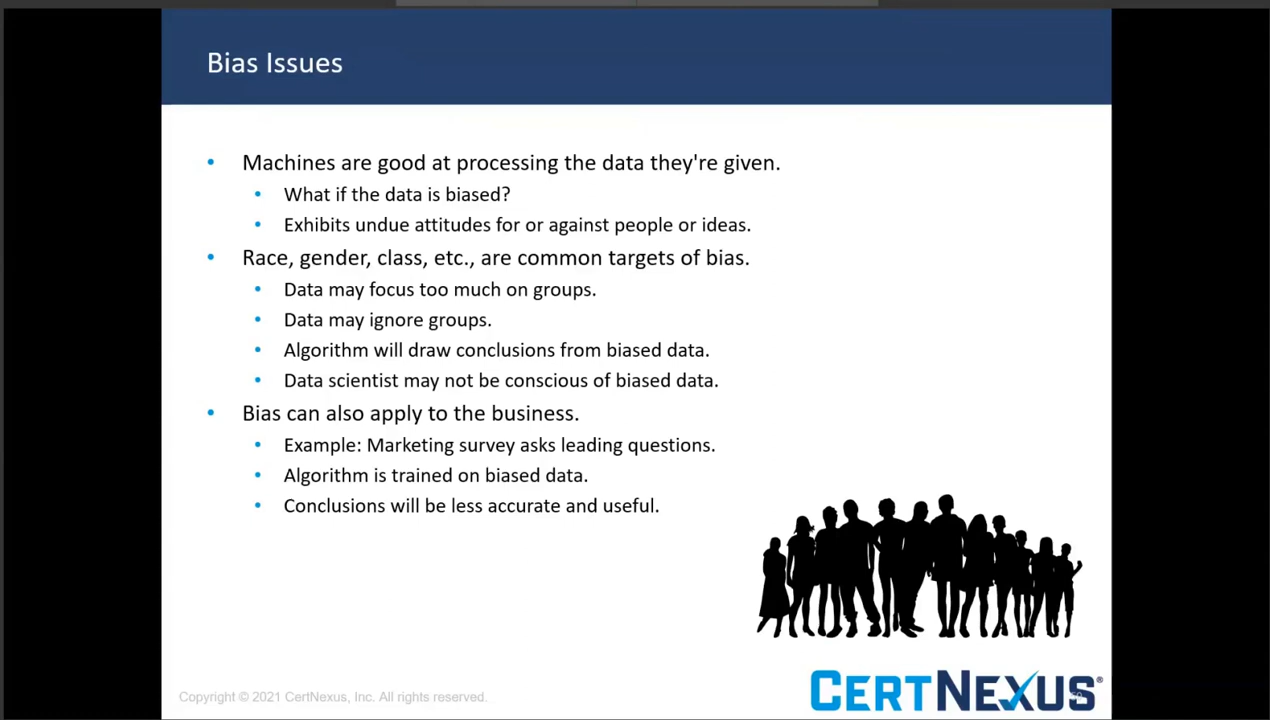 Bias Issues
• Machines are good at processing the data they're given.
• What if the data is biased?
• Exhibits undue attitudes for or against people or ideas.
• Race, gender, class, etc., are common targets of bias.
• Data may focus too much on groups.
• Data may ignore groups.
• Algorithm will draw conclusions from biased data.
• Data scientist may not be conscious of biased data.
• Bias can also apply to the business.
• Example: Marketing survey asks leading questions.
• Algorithm is trained on biased data.
• Conclusions will be less accurate and useful.
Copyright © 2021 CertNexus, Inc. All rights reserved.
CERTNEXUS®